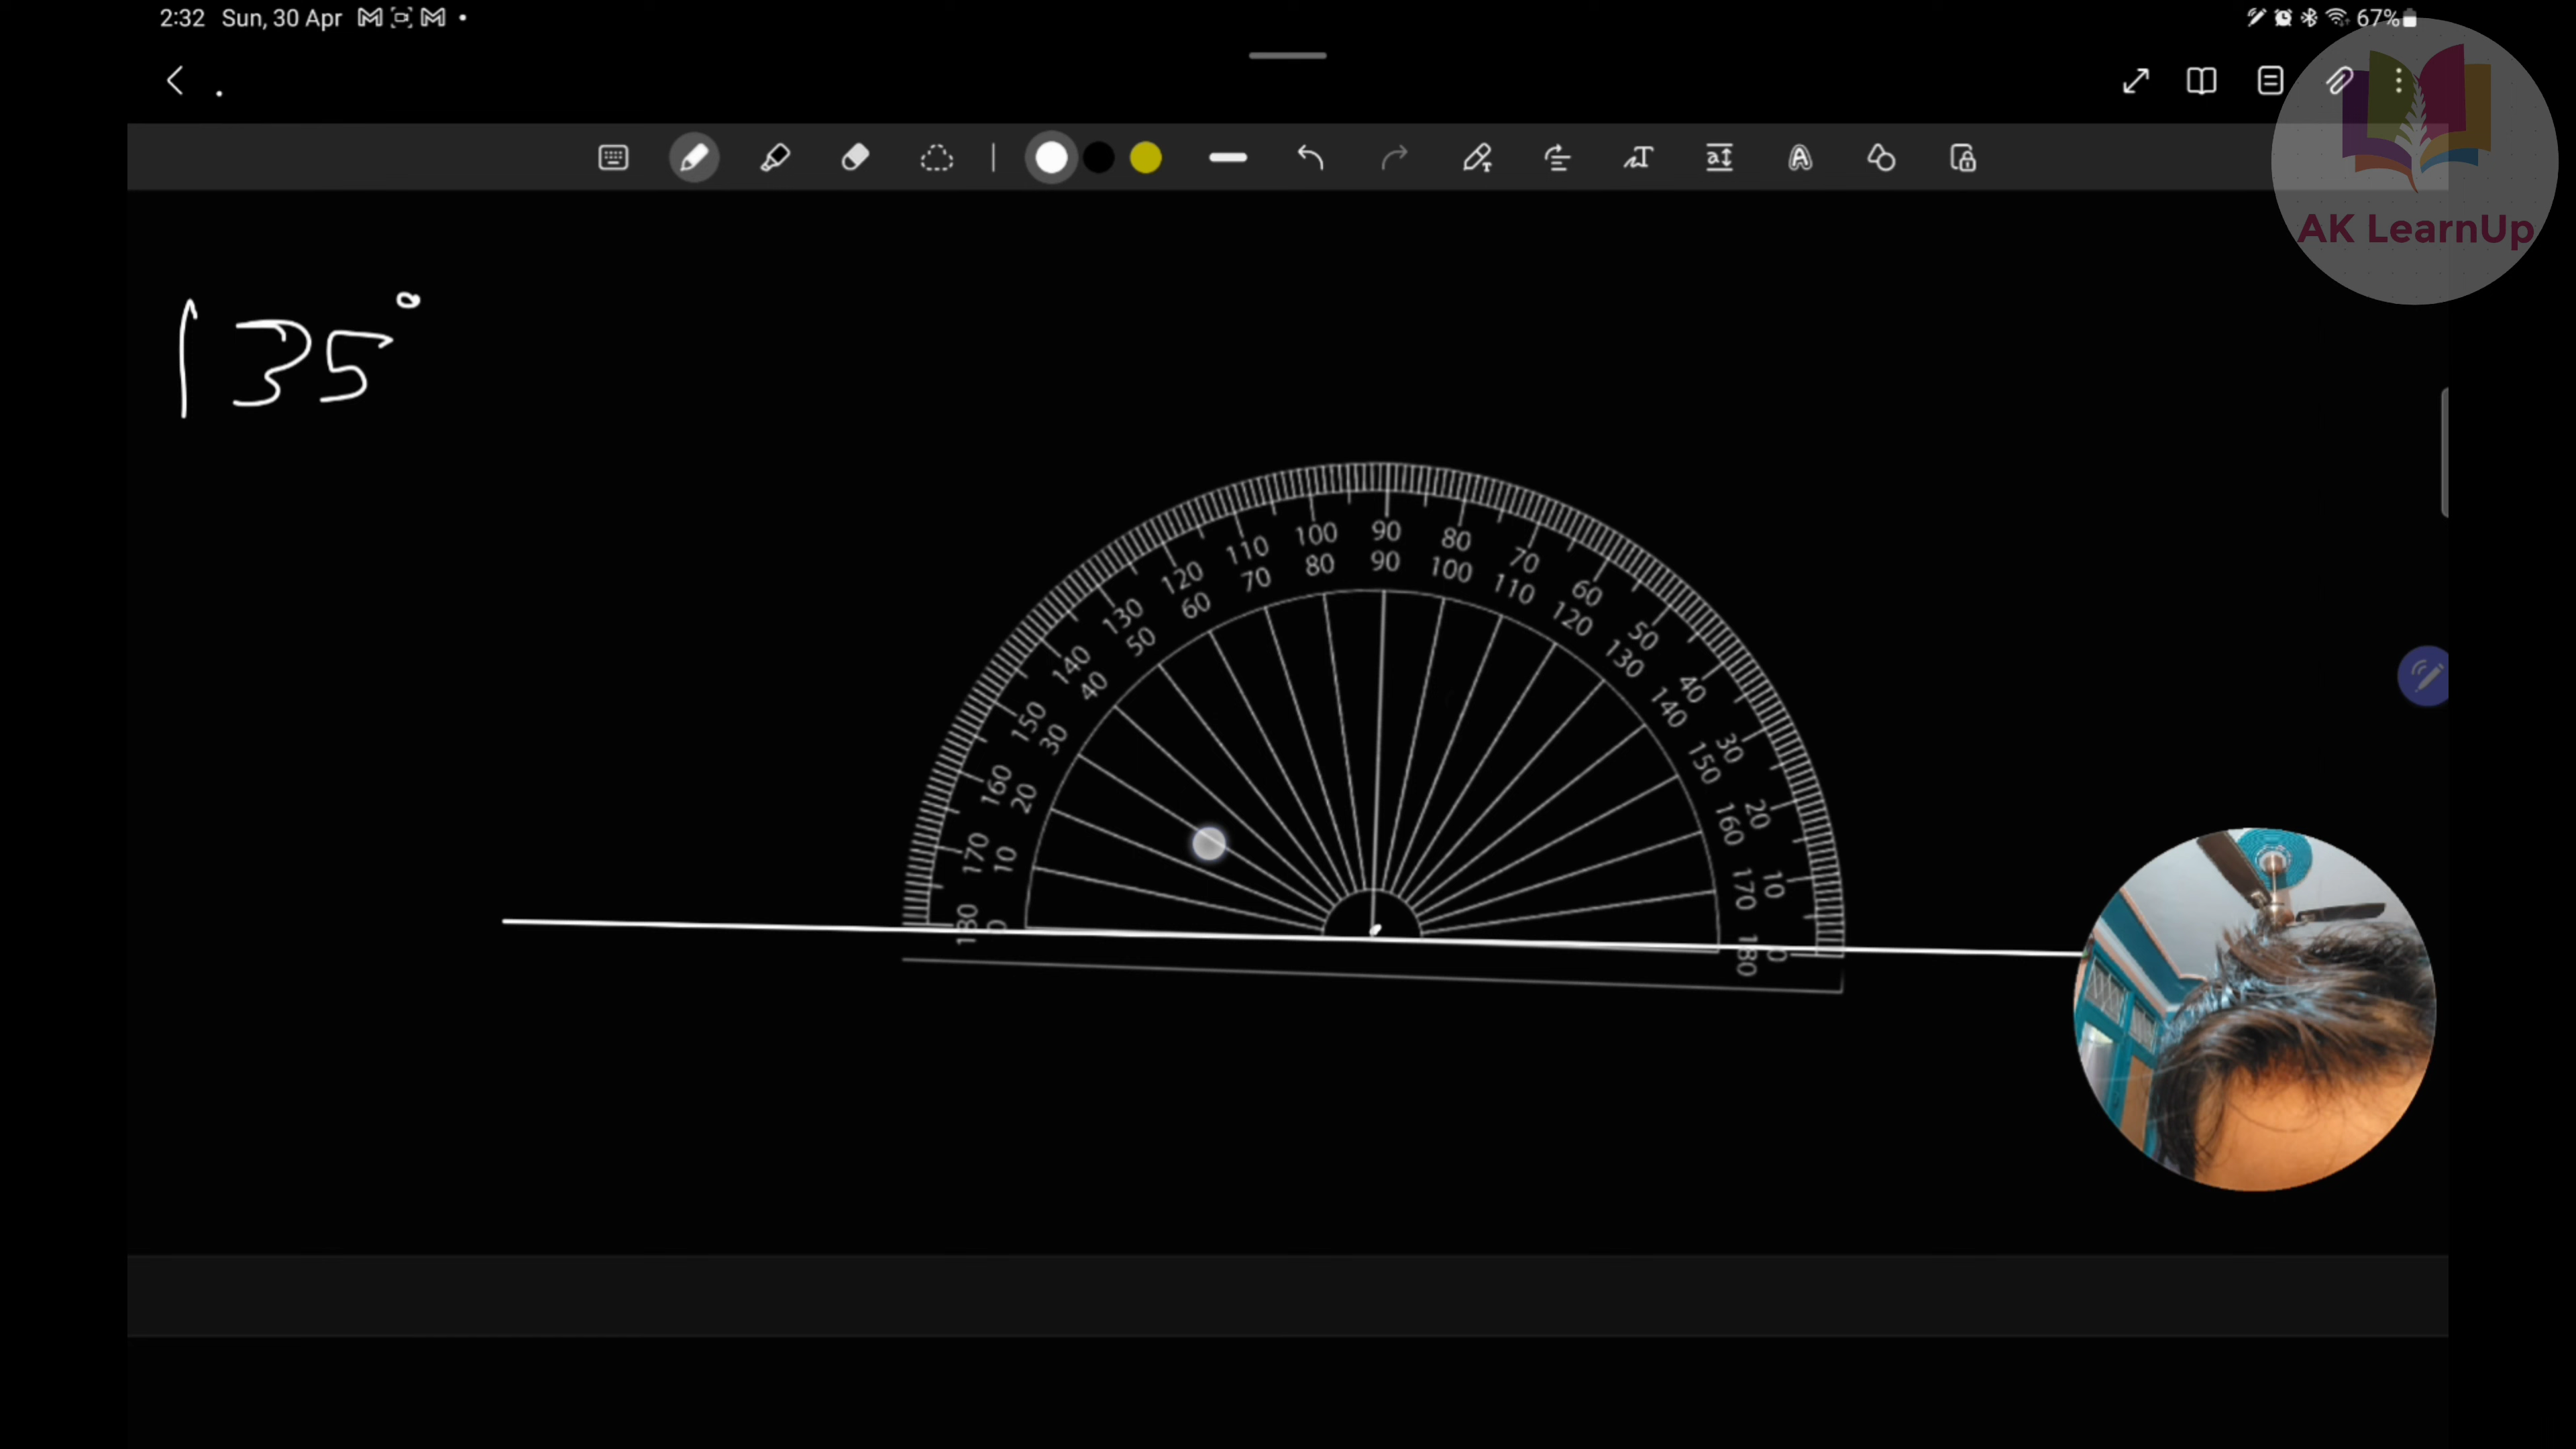 2:32 Sun, 30 Apr
67%
AK LearnUp
135°
180 170 160 150 140 130 120 110 100 90 80 70 60 50 40 30 20 10 0
0 10 20 30 40 50 60 70 80 90 100 110 120 130 140 150 160 170 180